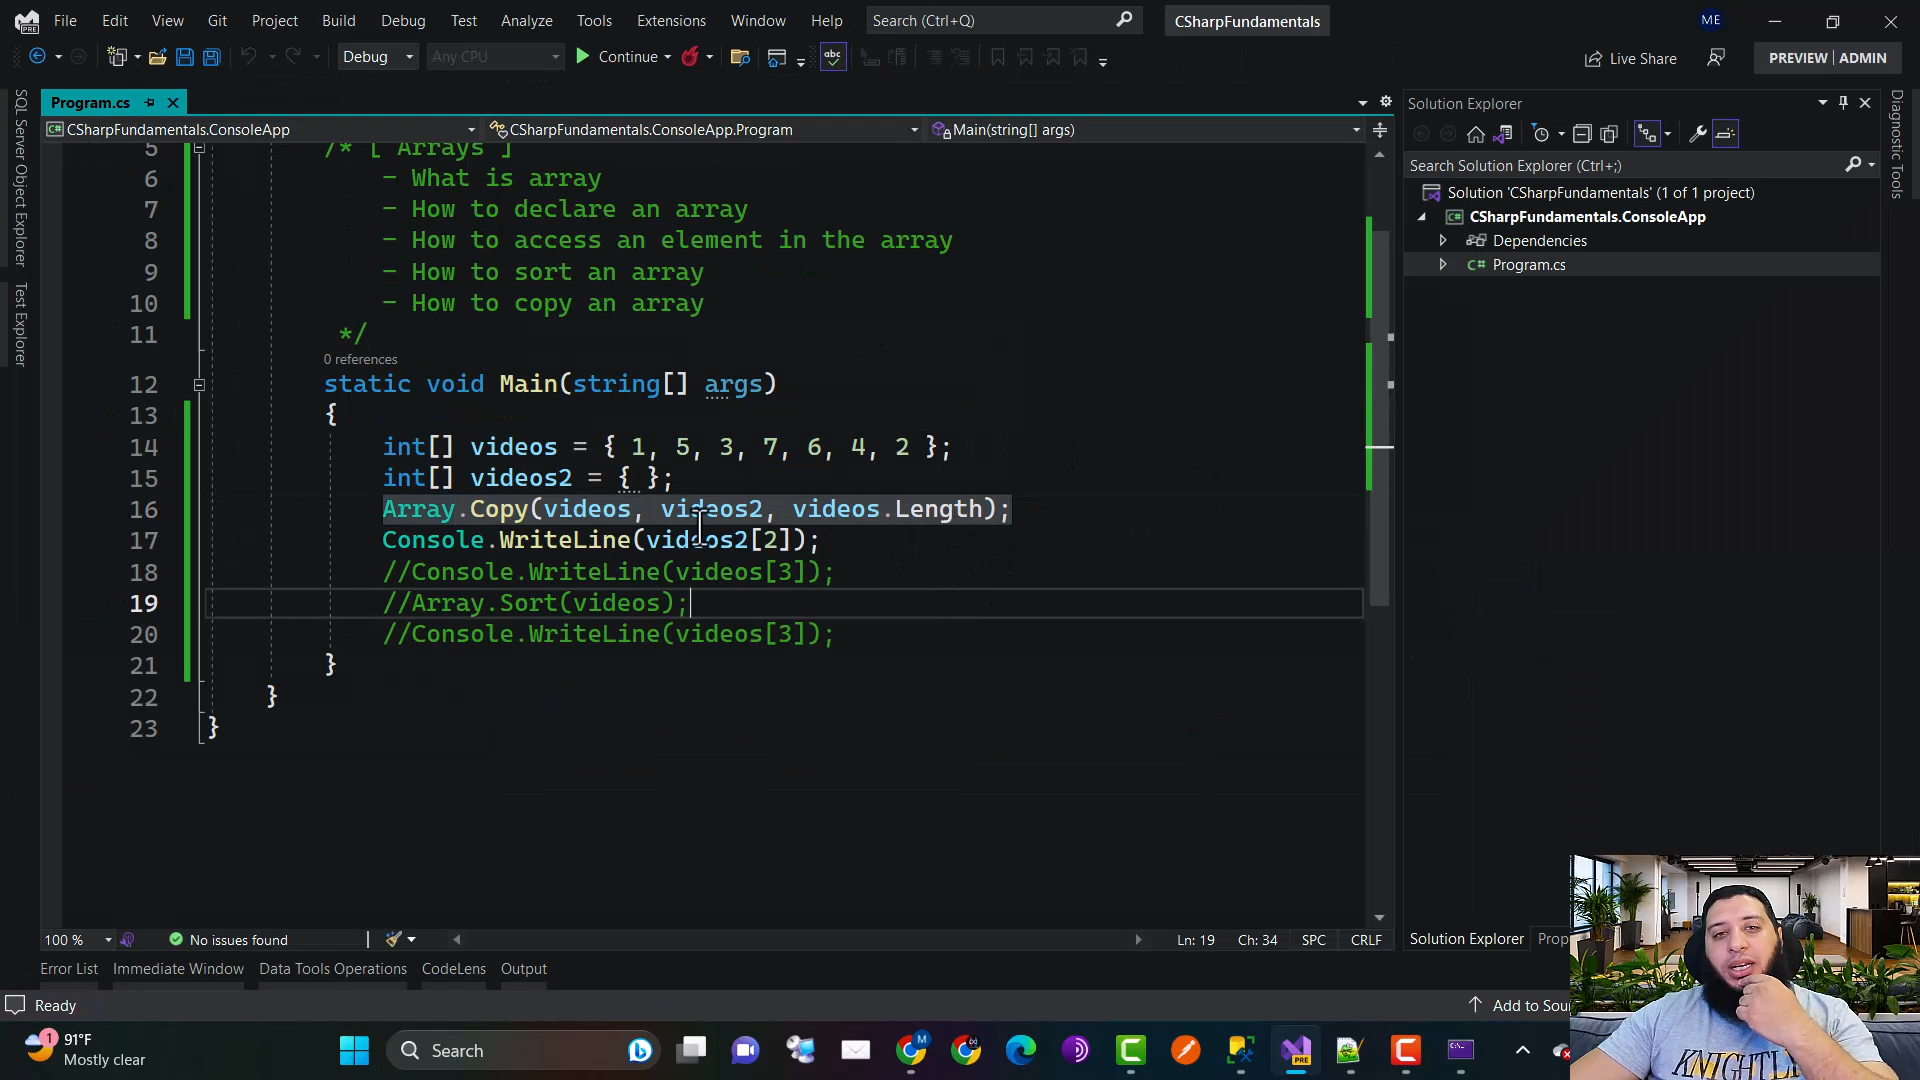 File Edit View Git Project Build Debug Test Analyze Tools Extensions Window Help Search (Ctrl+Q) CSharpFundamentals ME
PRE
Debug Any CPU Continue abc Live Share PREVIEW ADMIN
SQL Server Object Explorer
Test Explorer
Program.cs
CSharpFundamentals.ConsoleApp CSharpFundamentals.ConsoleApp.Program Main(string[] args)
5 /* [ Arrays ]
6 - What is array
7 - How to declare an array
8 - How to access an element in the array
9 - How to sort an array
10 - How to copy an array
11 */
0 references
12 static void Main(string[] args)
13 {
14 int[] videos = { 1, 5, 3, 7, 6, 4, 2 };
15 int[] videos2 = { };
16 Array.Copy(videos, videos2, videos.Length);
17 Console.WriteLine(videos2[2]);
18 //Console.WriteLine(videos[3]);
19 //Array.Sort(videos);
20 //Console.WriteLine(videos[3]);
21 }
22 }
23 }
Solution Explorer
Search Solution Explorer (Ctrl+;)
Solution 'CSharpFundamentals' (1 of 1 project)
CSharpFundamentals.ConsoleApp
Dependencies
C# Program.cs
Diagnostic Tools
100 % No issues found Ln: 19 Ch: 34 SPC CRLF
Solution Explorer Prop
Error List Immediate Window Data Tools Operations CodeLens Output
Ready Add to Sou
1 91°F
Mostly clear
Search
M
PRE
KNIGHTL